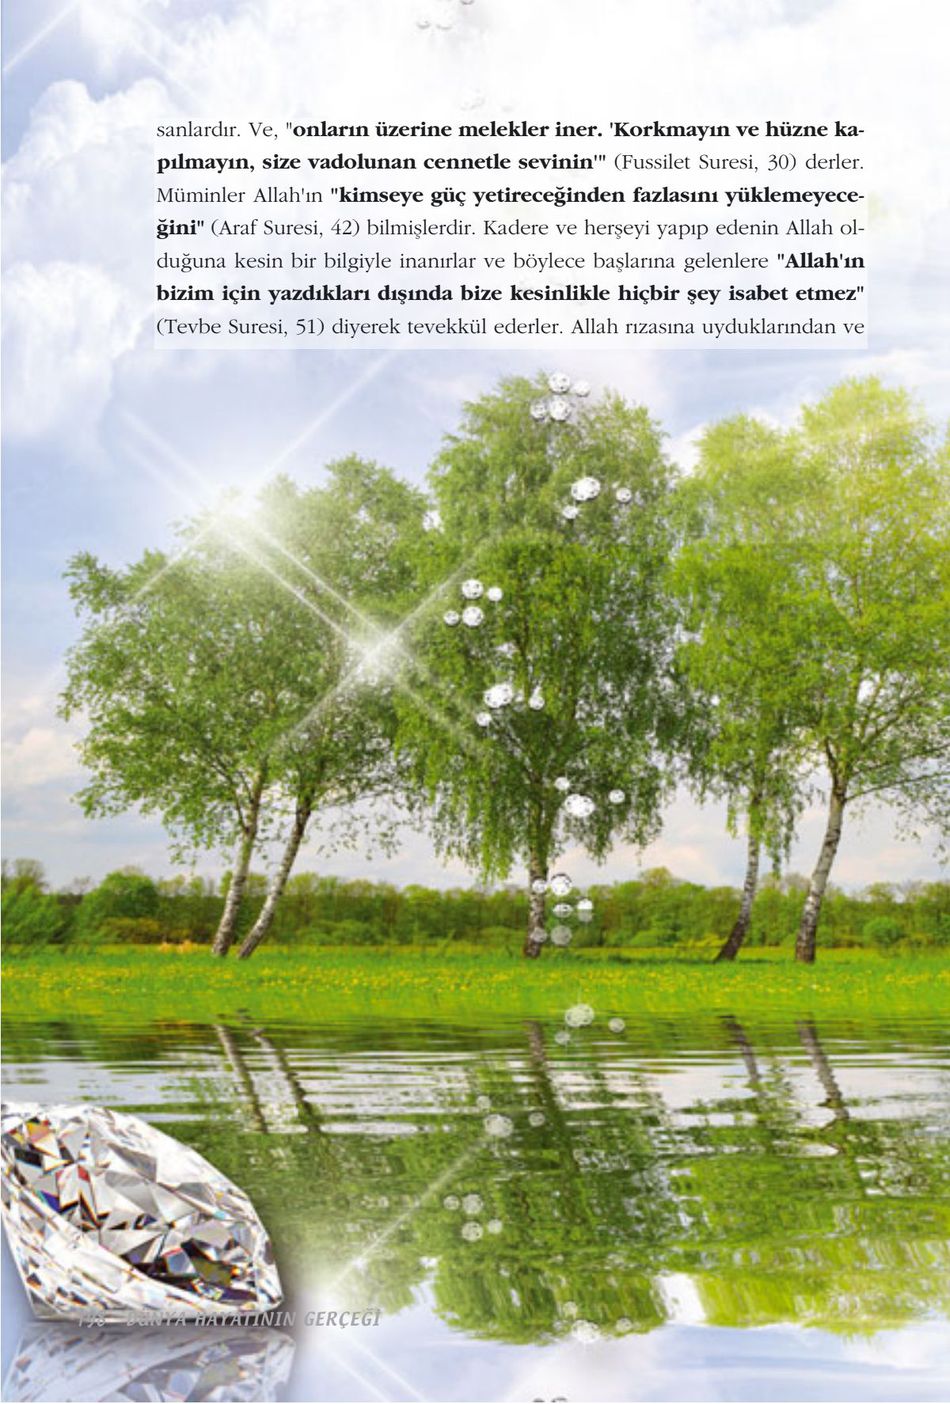 sanlardır. Ve, "onların üzerine melekler iner. 'Korkmayın ve hüzne ka-
pılmayın, size vadolunan cennetle sevinin'" (Fussilet Suresi, 30) derler.
Müminler Allah'ın "kimseye güç yetireceğinden fazlasını yüklemeyece-
ğini" (Araf Suresi, 42) bilmişlerdir. Kadere ve herşeyi yapıp edenin Allah ol-
duğuna kesin bir bilgiyle inanırlar ve böylece başlarına gelenlere "Allah'ın
bizim için yazdıkları dışında bize kesinlikle hiçbir şey isabet etmez"
(Tevbe Suresi, 51) diyerek tevekkül ederler. Allah rızasına uyduklarından ve
DÜNYA HAYATININ GERÇEĞİ